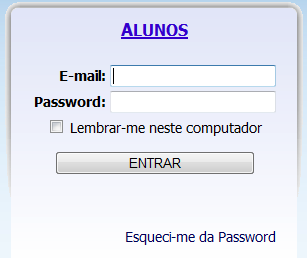 ALUNOS
E-mail:
Password:
Lembrar-me neste computador
ENTRAR
Esqueci-me da Password